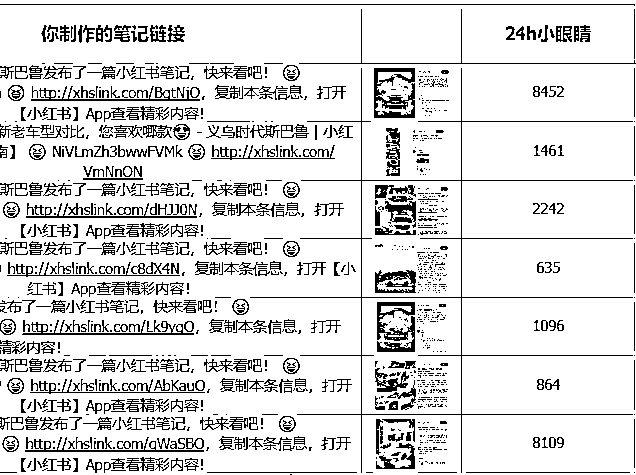 你制作的笔记链接
24h小眼睛
斯巴鲁发布了一篇小红书笔记，快来看吧！😆
😆 http://xhslink.com/BqtNjO，复制本条信息，打开
【小红书】App查看精彩内容！
8452
新老车型对比，您喜欢哪款😍 - 义乌时代斯巴鲁 | 小红
】 😆 NiVLmZh3bwwFVMk 😆 http://xhslink.com/
VmNnON
1461
斯巴鲁发布了一篇小红书笔记，快来看吧！😆
😆 http://xhslink.com/dHJJ0N，复制本条信息，打开
【小红书】App查看精彩内容！
2242
斯巴鲁发布了一篇小红书笔记，快来看吧！😆
http://xhslink.com/c8dX4N，复制本条信息，打开【小
红书】App查看精彩内容！
635
发布了一篇小红书笔记，快来看吧！😆
😆 http://xhslink.com/Lk9yqO，复制本条信息，打开
精彩内容！
1096
斯巴鲁发布了一篇小红书笔记，快来看吧！😆
😆 http://xhslink.com/AbKauO，复制本条信息，打开
【小红书】App查看精彩内容！
864
斯巴鲁发布了一篇小红书笔记，快来看吧！😆
😆 http://xhslink.com/qWaSBO，复制本条信息，打开
【小红书】App查看精彩内容！
8109